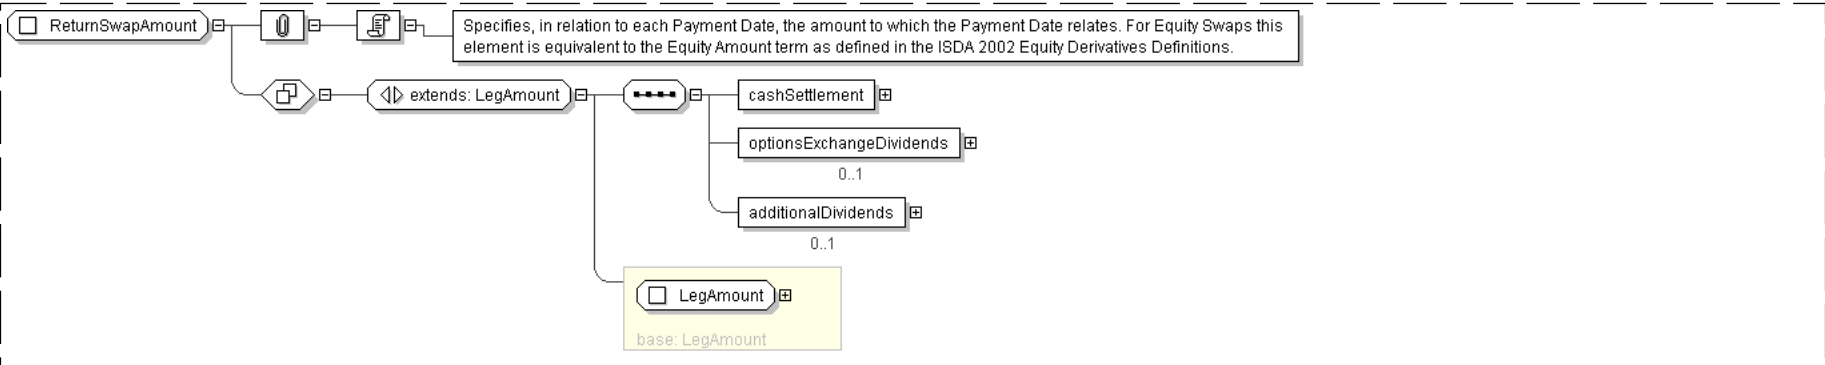 ReturnSwapAmount
Specifies, in relation to each Payment Date, the amount to which the Payment Date relates. For Equity Swaps this
element is equivalent to the Equity Amount term as defined in the ISDA 2002 Equity Derivatives Definitions.
extends: LegAmount
cashSettlement
optionsExchangeDividends
0..1
additionalDividends
0..1
LegAmount
base: LegAmount